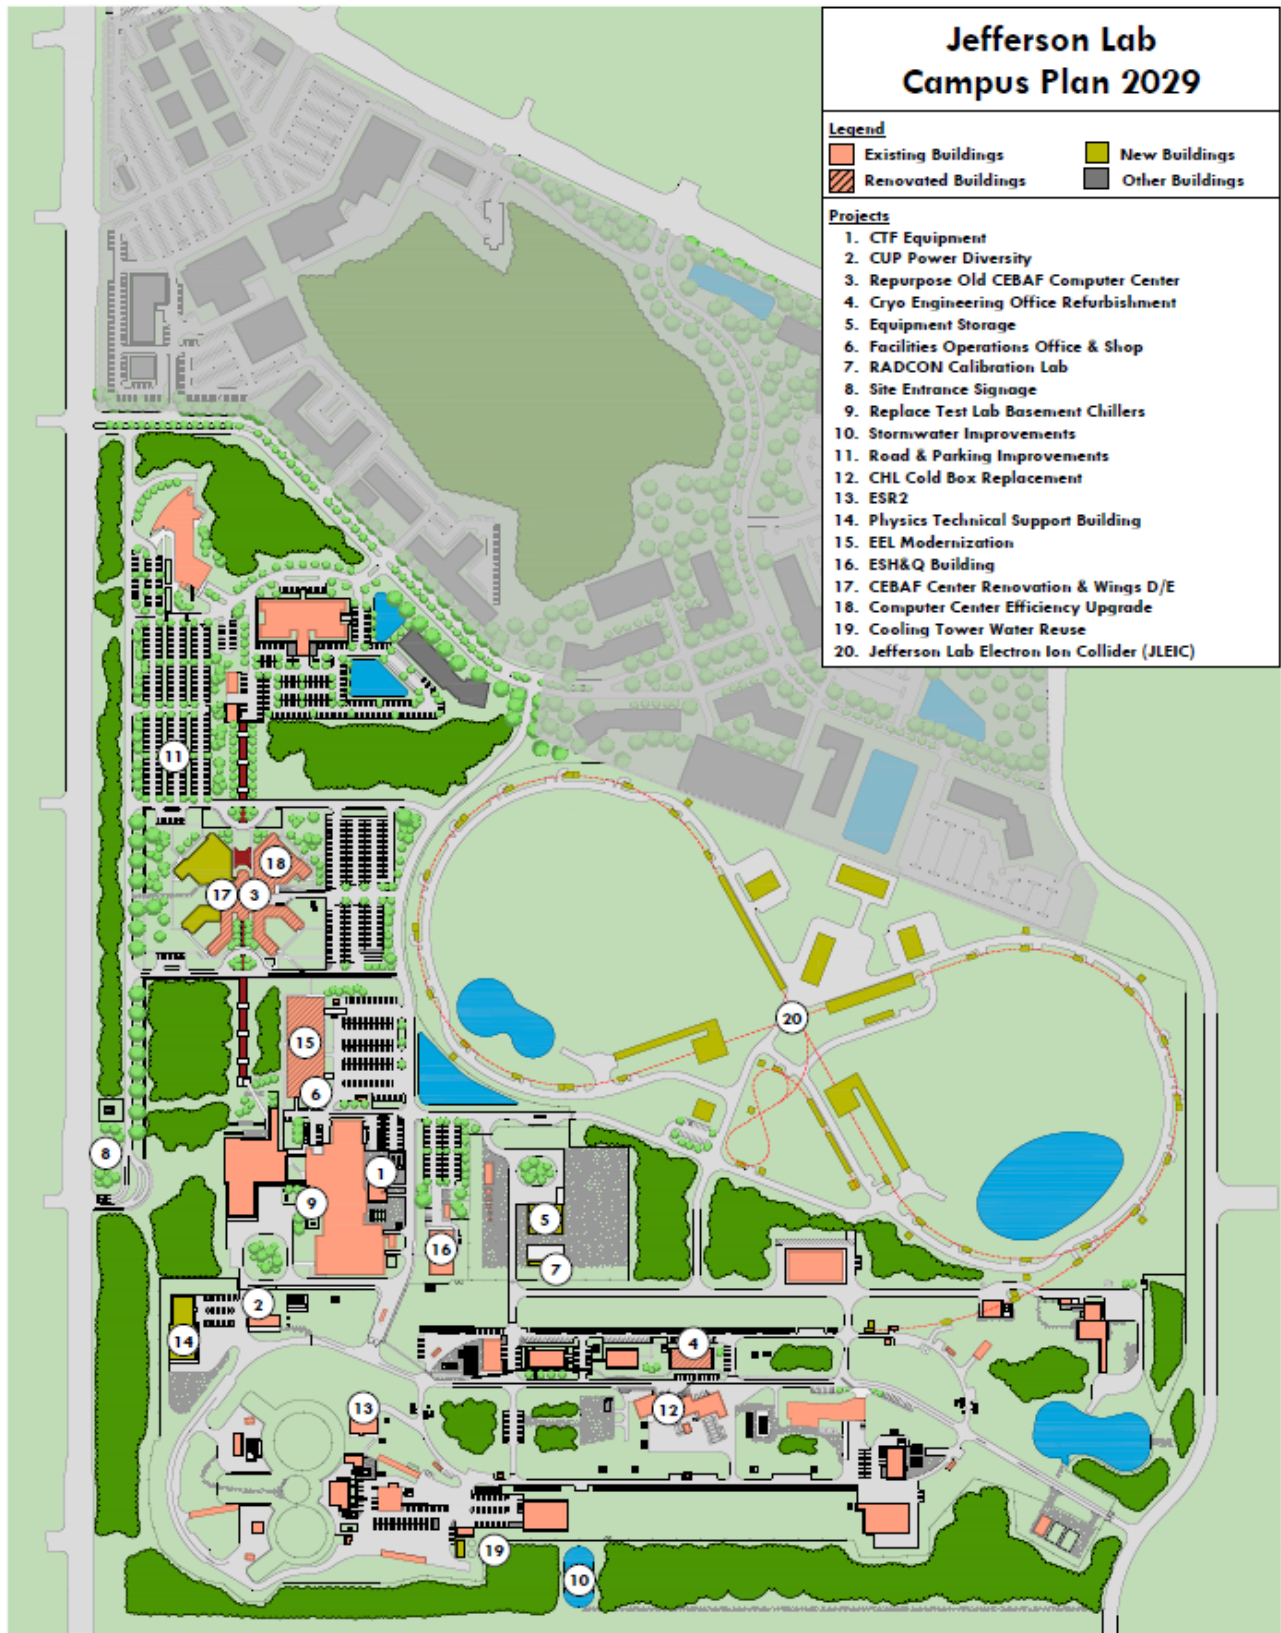 Jefferson Lab
Campus Plan 2029
Legend
Existing Buildings
New Buildings
Renovated Buildings
Other Buildings
Projects
1. CTF Equipment
2. CUP Power Diversity
3. Repurpose Old CEBAF Computer Center
4. Cryo Engineering Office Refurbishment
5. Equipment Storage
6. Facilities Operations Office & Shop
7. RADCON Calibration Lab
8. Site Entrance Signage
9. Replace Test Lab Basement Chillers
10. Stormwater Improvements
11. Road & Parking Improvements
12. CHL Cold Box Replacement
13. ESR2
14. Physics Technical Support Building
15. EEL Modernization
16. ESH&Q Building
17. CEBAF Center Renovation & Wings D/E
18. Computer Center Efficiency Upgrade
19. Cooling Tower Water Reuse
20. Jefferson Lab Electron Ion Collider (JLEIC)
11
18
17
3
20
15
6
8
1
9
5
16
7
2
14
4
13
12
19
10